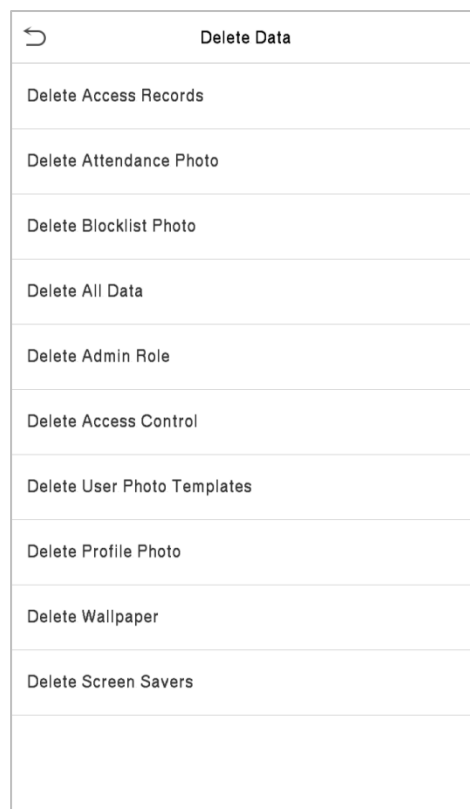 Delete Data
Delete Access Records
Delete Attendance Photo
Delete Blocklist Photo
Delete All Data
Delete Admin Role
Delete Access Control
Delete User Photo Templates
Delete Profile Photo
Delete Wallpaper
Delete Screen Savers